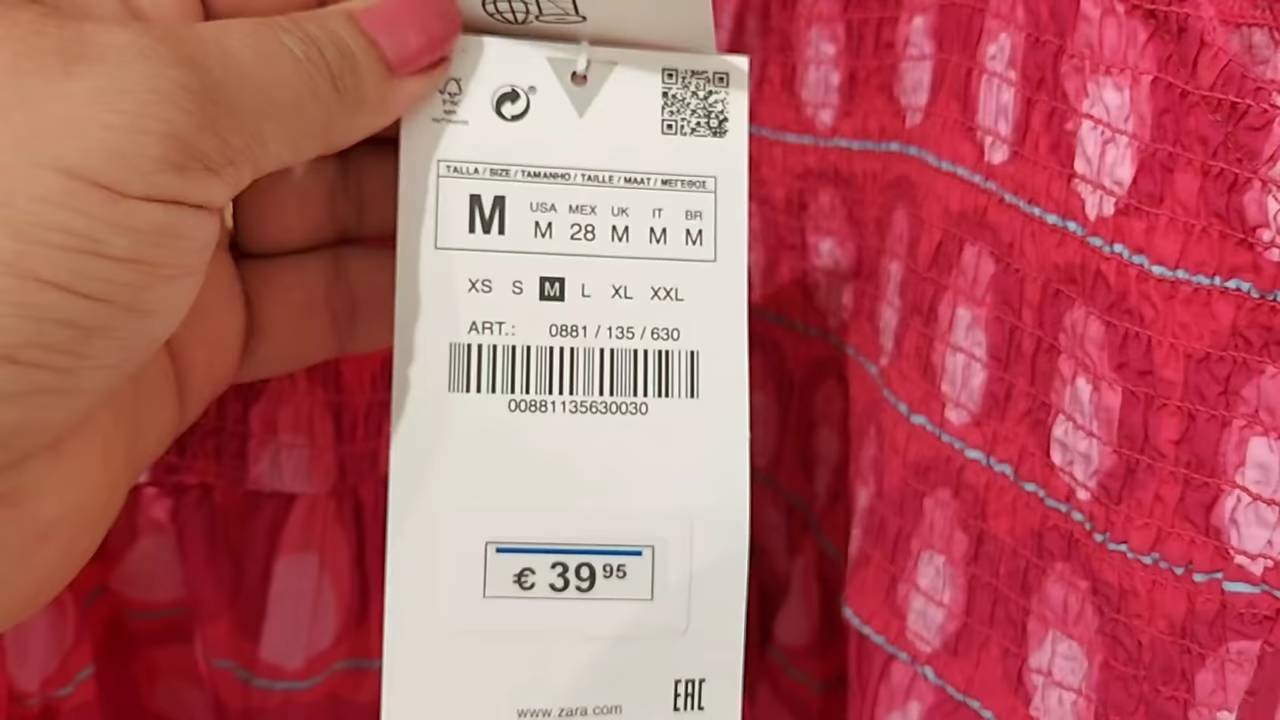 TALLA / SIZE / TAMANHO / TAILLE / MAAT / ΜΕΓΕΘΟΣ
M
USA MEX UK IT BR
M 28 M M M
XS S M L XL XXL
ART.: 0881 / 135 / 630
00881135630030
€ 39 95
EAC
www.zara.com